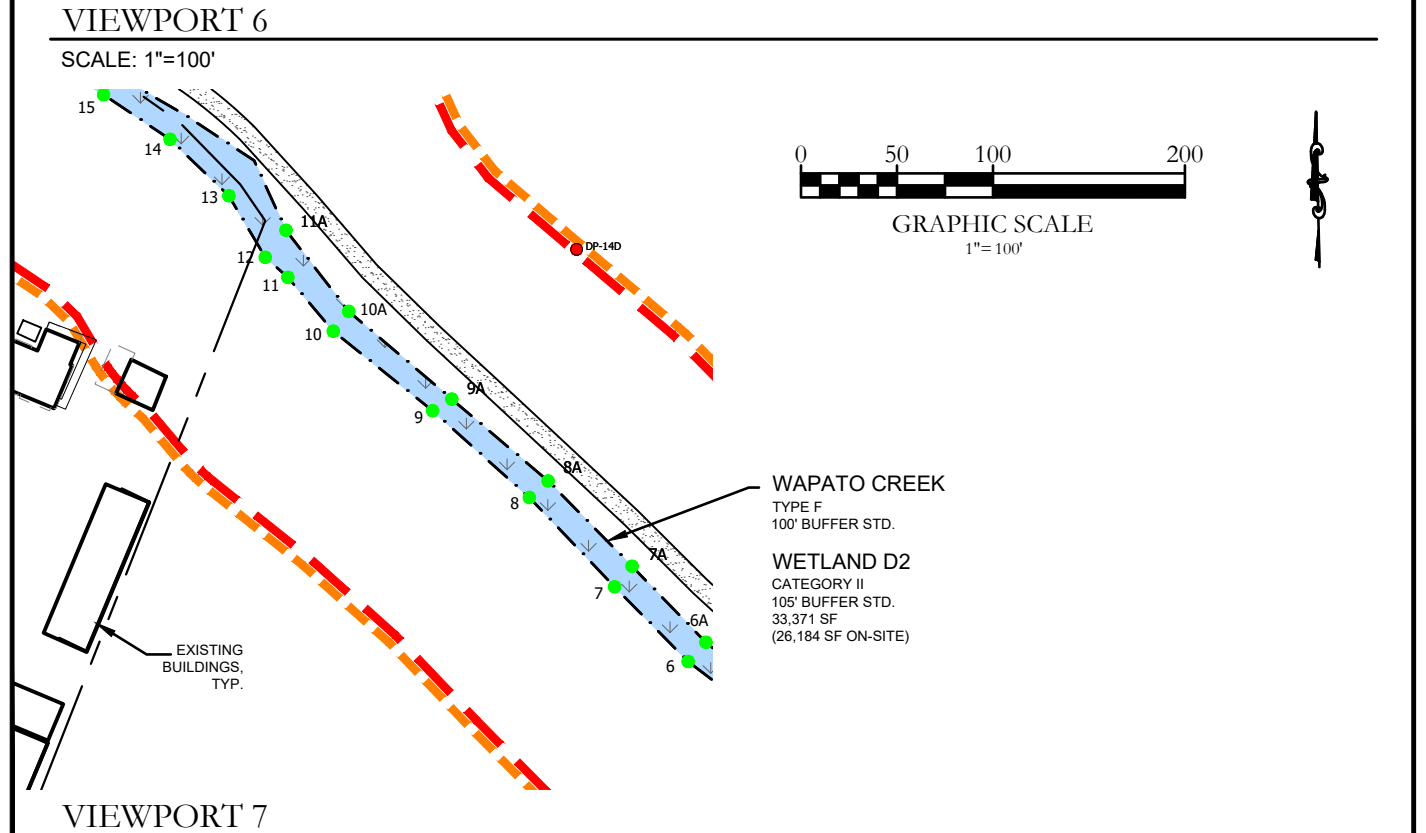 VIEWPORT 6
SCALE: 1"=100'
15
14
13
12
11A
11
10A
10
9A
9
8A
8
7A
7
6A
6
DP-14D
0 50 100 200
GRAPHIC SCALE
1"= 100'
WAPATO CREEK
TYPE F
100' BUFFER STD.
WETLAND D2
CATEGORY II
105' BUFFER STD.
33,371 SF
(26,184 SF ON-SITE)
EXISTING
BUILDINGS,
TYP.
VIEWPORT 7